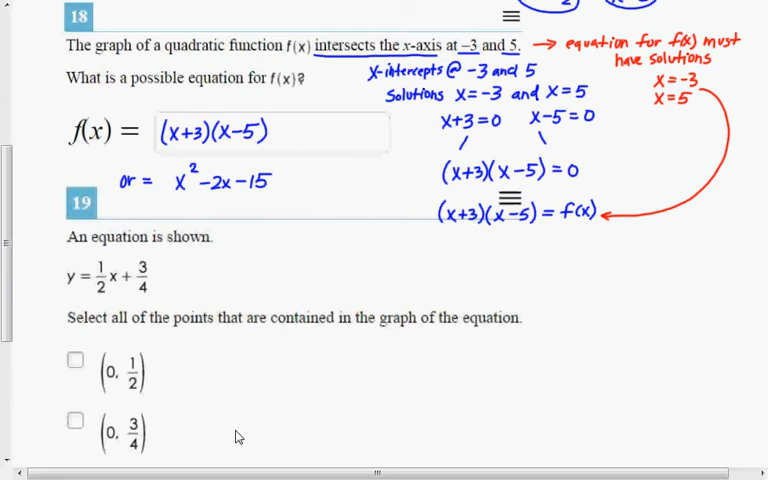 18
The graph of a quadratic function f(x) intersects the x-axis at −3 and 5. → equation for f(x) must
have solutions
x = -3
x = 5
What is a possible equation for f(x)?
x-intercepts @ -3 and 5
Solutions x = -3 and x = 5
x+3=0 x-5=0
f(x) = (x+3)(x-5)
(x+3)(x-5) = 0
or = x² -2x -15
(x+3)(x-5) = f(x)
19
An equation is shown.
y = 1/2 x + 3/4
Select all of the points that are contained in the graph of the equation.
(0, 1/2)
(0, 3/4)